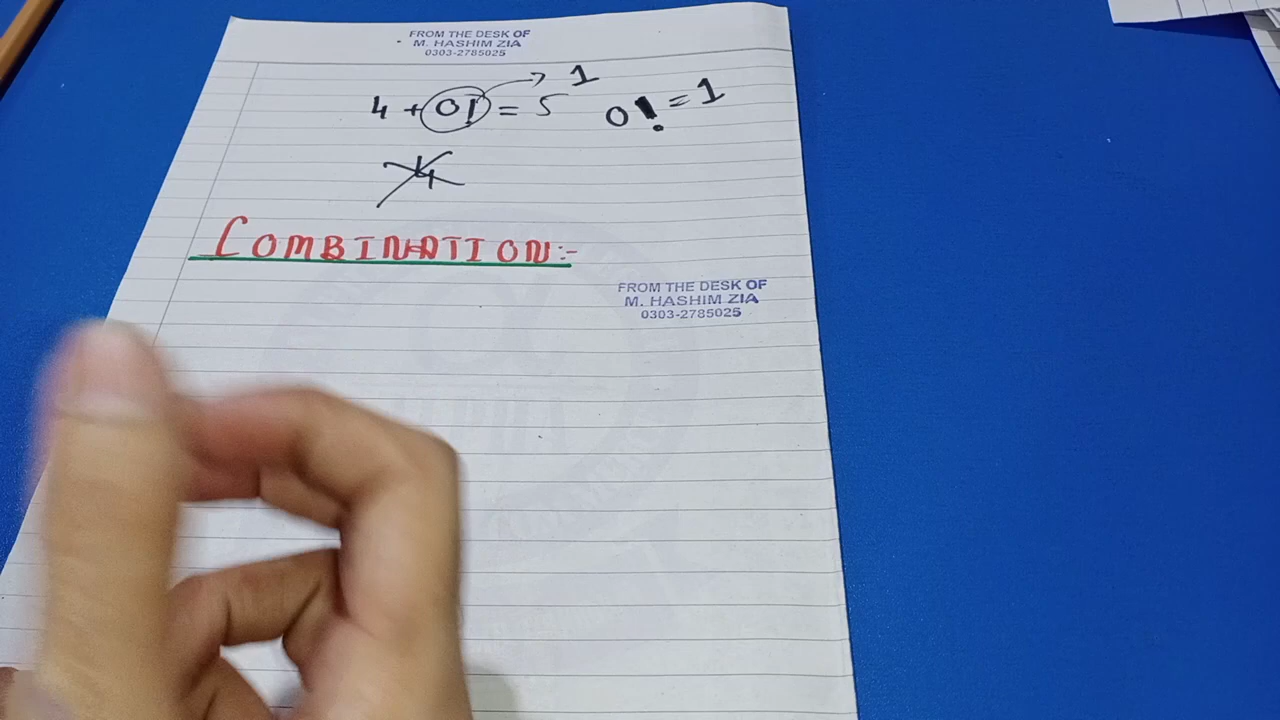 FROM THE DESK OF
M. HASHIM ZIA
0303-2785025
1
4 + 0! = 5
0! = 1
4
COMBINATION:-
FROM THE DESK OF
M. HASHIM ZIA
0303-2785025